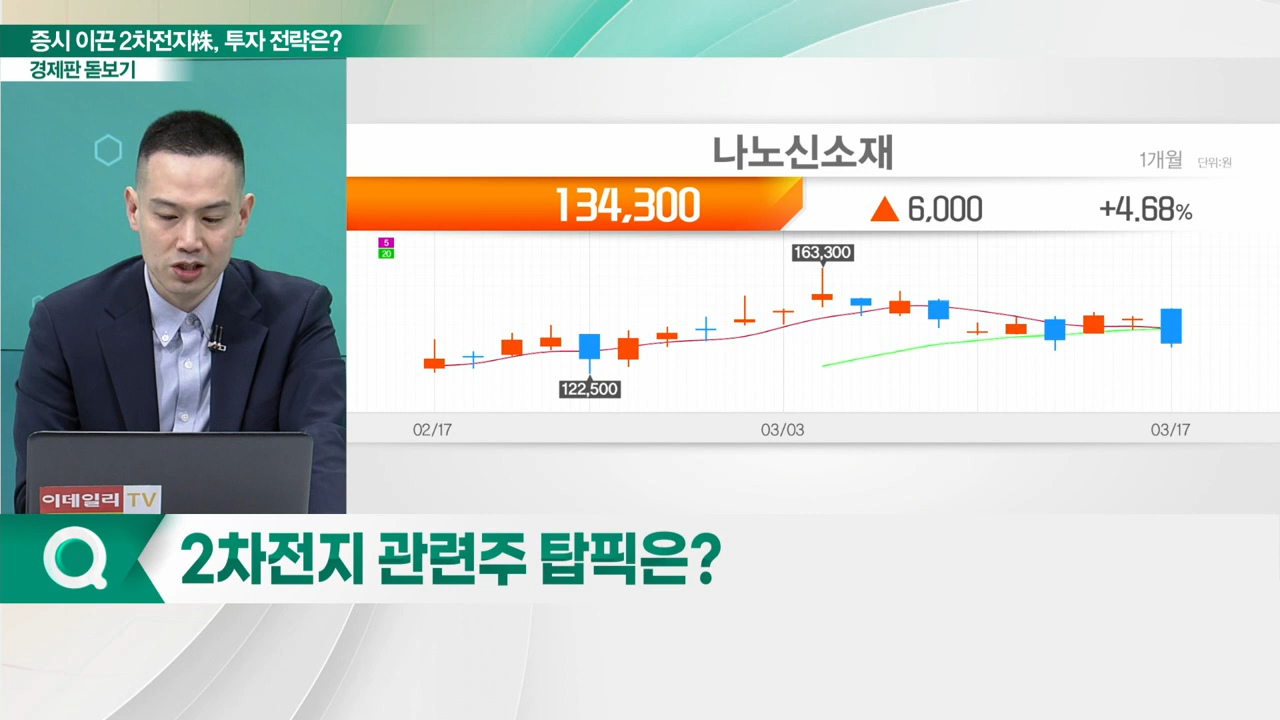 증시 이끈 2차전지株, 투자 전략은?
경제판 돋보기
나노신소재
1개월 단위:원
134,300 ▲ 6,000 +4.68%
5
20
163,300
122,500
02/17 03/03 03/17
이데일리TV
2차전지 관련주 탑픽은?